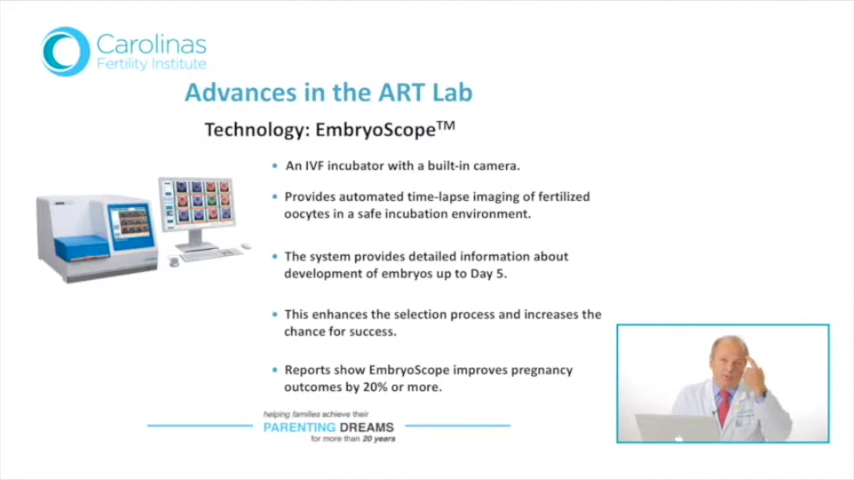 Carolinas
Fertility Institute
Advances in the ART Lab
Technology: EmbryoScope™
• An IVF incubator with a built-in camera.
• Provides automated time-lapse imaging of fertilized
oocytes in a safe incubation environment.
• The system provides detailed information about
development of embryos up to Day 5.
• This enhances the selection process and increases the
chance for success.
• Reports show EmbryoScope improves pregnancy
outcomes by 20% or more.
helping families achieve their
PARENTING DREAMS
for more than 20 years